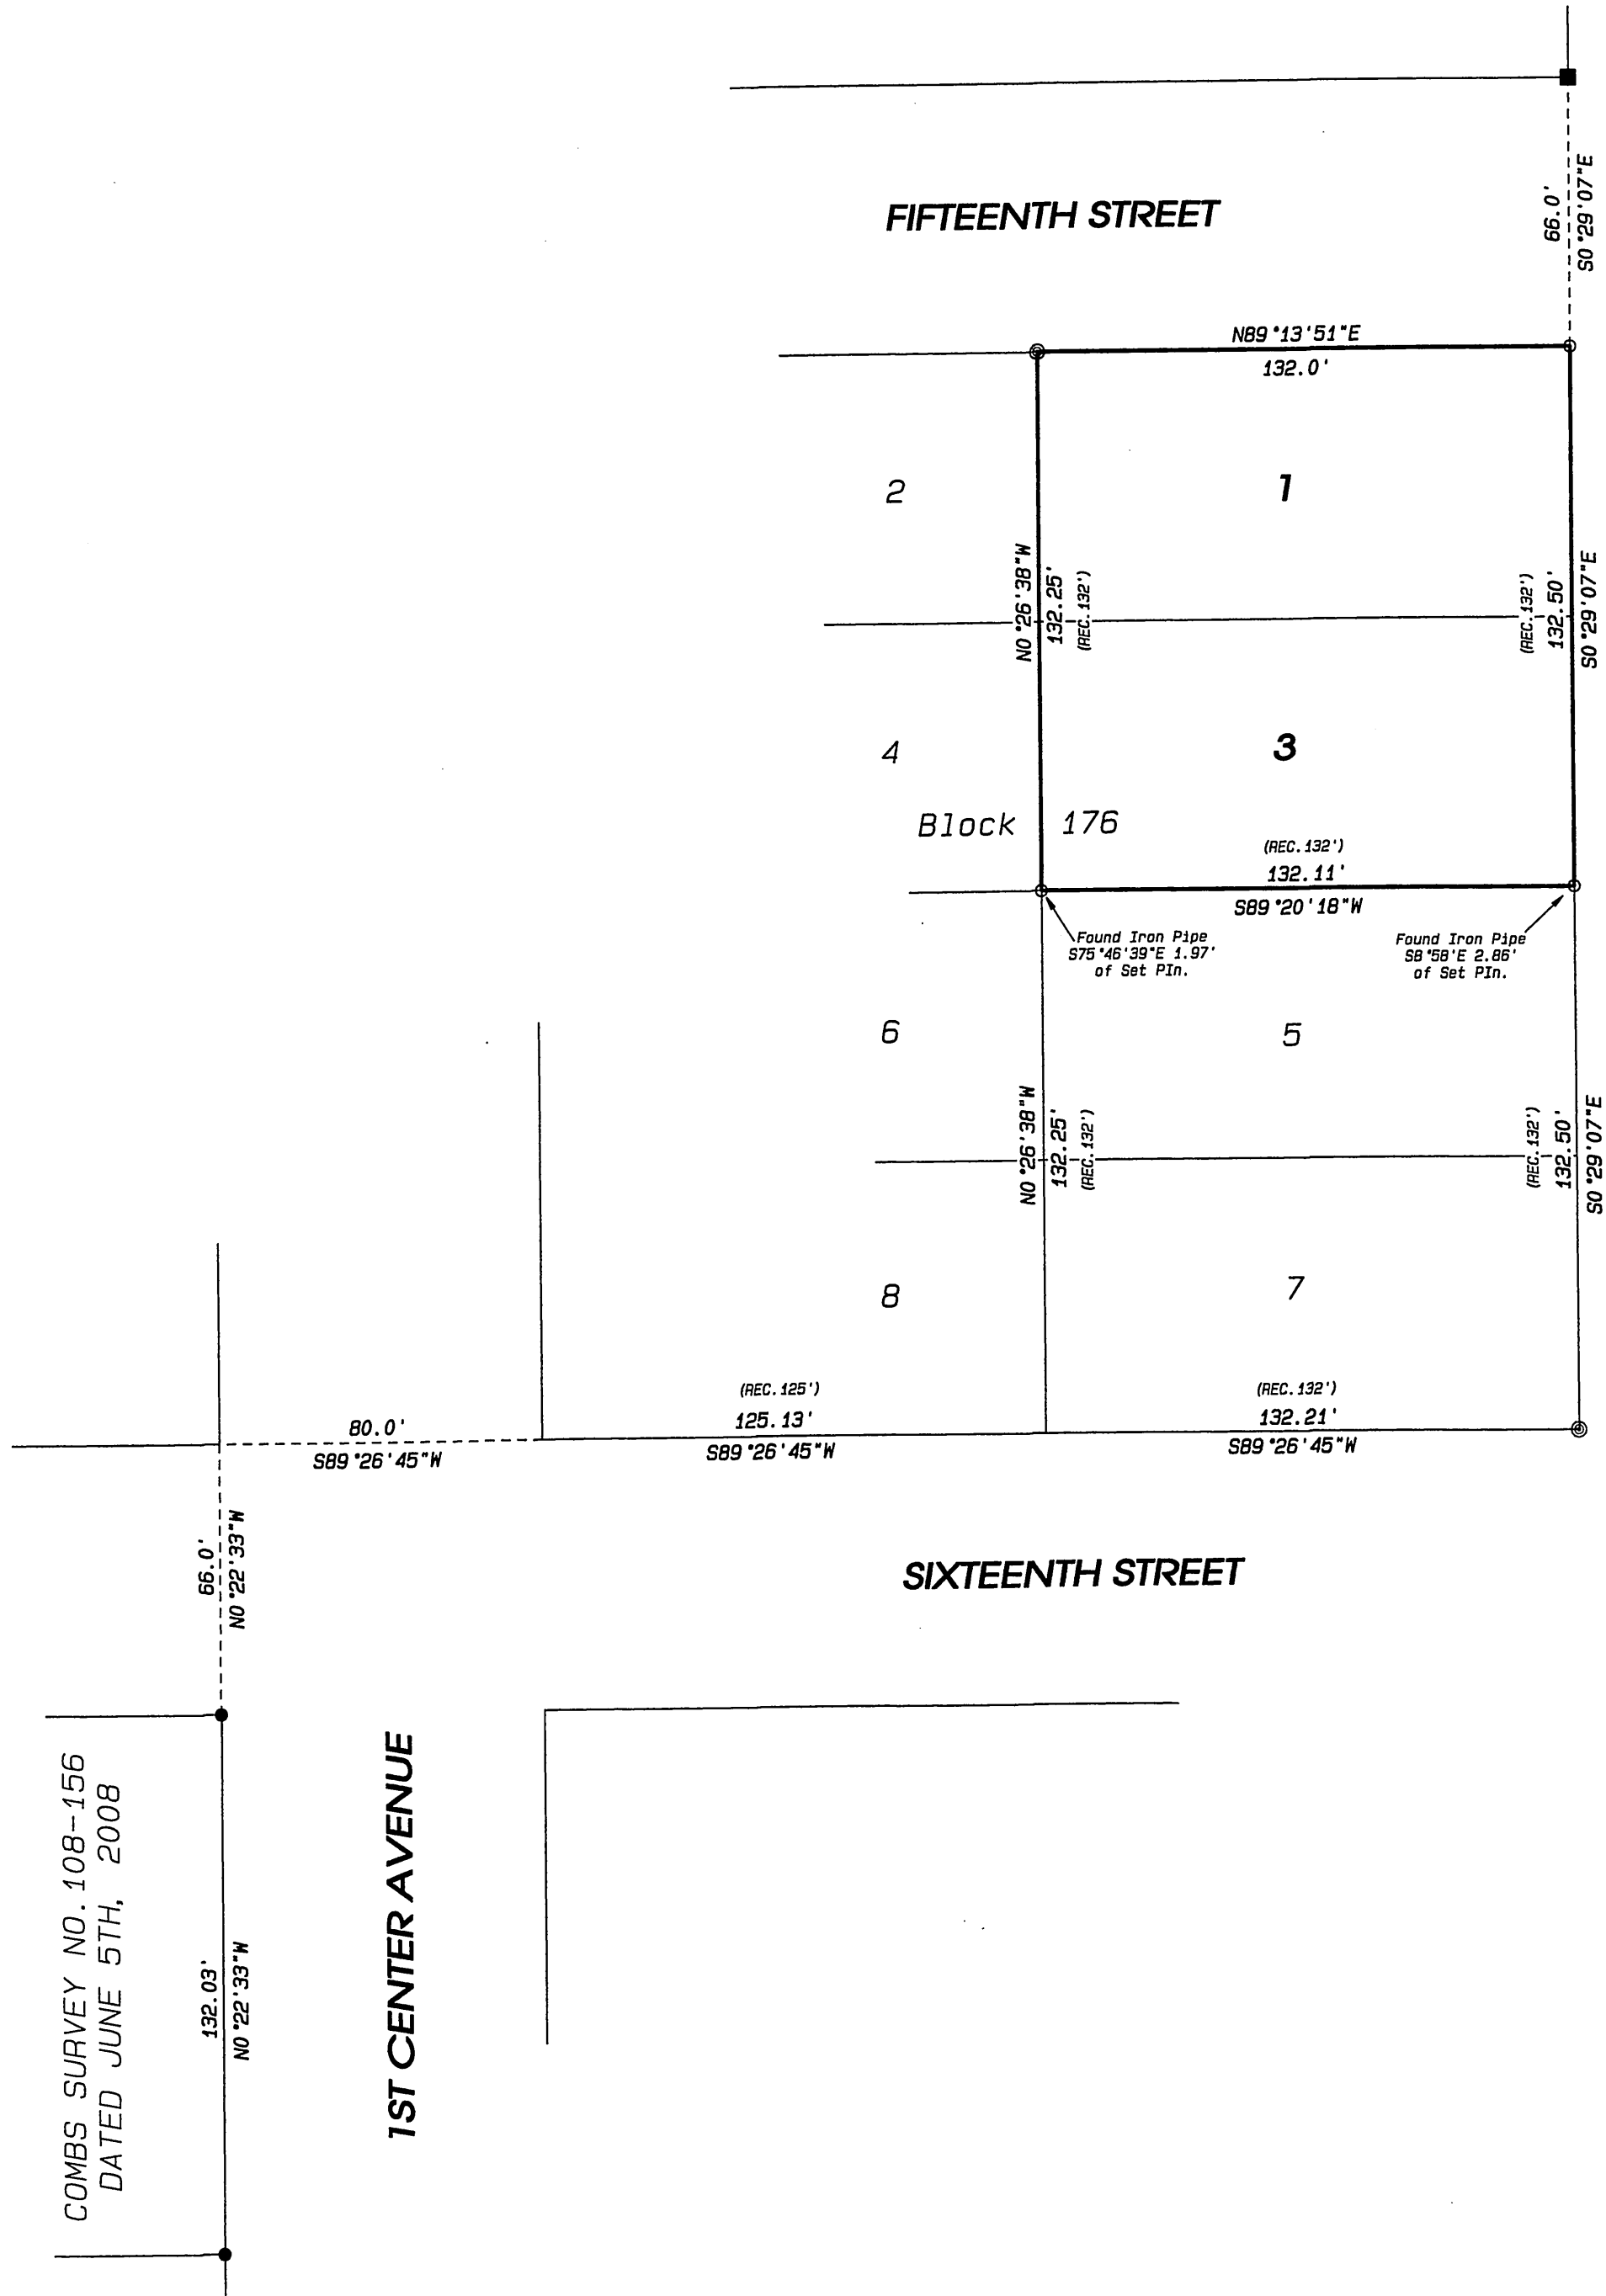 FIFTEENTH STREET
66.0'
S0°29'07"E
N89°13'51"E
132.0'
2
1
N0°26'38"W
132.25'
(REC.132')
(REC.132')
132.50'
S0°29'07"E
4
3
Block 176
(REC.132')
132.11'
S89°20'18"W
Found Iron Pipe
S75°46'39"E 1.97'
of Set PIn.
Found Iron Pipe
S8°58'E 2.86'
of Set PIn.
6
5
N0°26'38"W
132.25'
(REC.132')
(REC.132')
132.50'
S0°29'07"E
8
7
(REC.125')
125.13'
S89°26'45"W
(REC.132')
132.21'
S89°26'45"W
80.0'
S89°26'45"W
66.0'
N0°22'33"W
SIXTEENTH STREET
COMBS SURVEY NO.108-156
DATED JUNE 5TH, 2008
132.03'
N0°22'33"W
1ST CENTER AVENUE